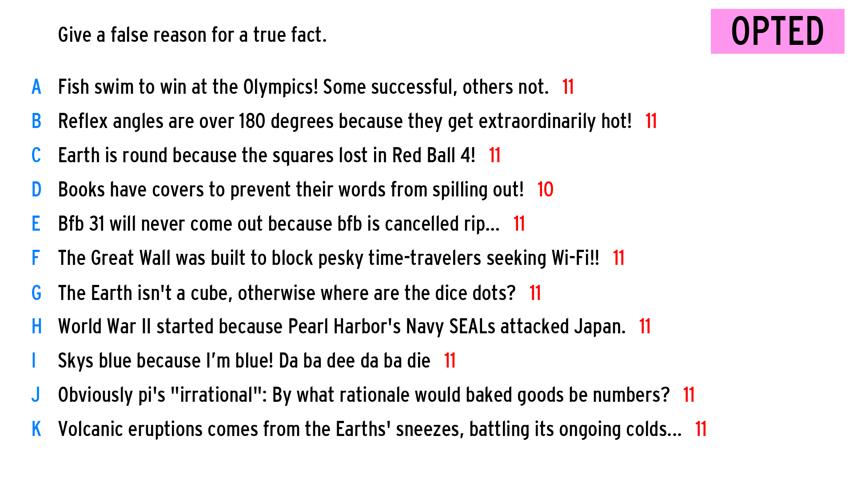 Give a false reason for a true fact.
OPTED
A Fish swim to win at the Olympics! Some successful, others not. 11
B Reflex angles are over 180 degrees because they get extraordinarily hot! 11
C Earth is round because the squares lost in Red Ball 4! 11
D Books have covers to prevent their words from spilling out! 10
E Bfb 31 will never come out because bfb is cancelled rip... 11
F The Great Wall was built to block pesky time-travelers seeking Wi-Fi!! 11
G The Earth isn't a cube, otherwise where are the dice dots? 11
H World War II started because Pearl Harbor's Navy SEALs attacked Japan. 11
I Skys blue because I'm blue! Da ba dee da ba die 11
J Obviously pi's "irrational": By what rationale would baked goods be numbers? 11
K Volcanic eruptions comes from the Earths' sneezes, battling its ongoing colds... 11